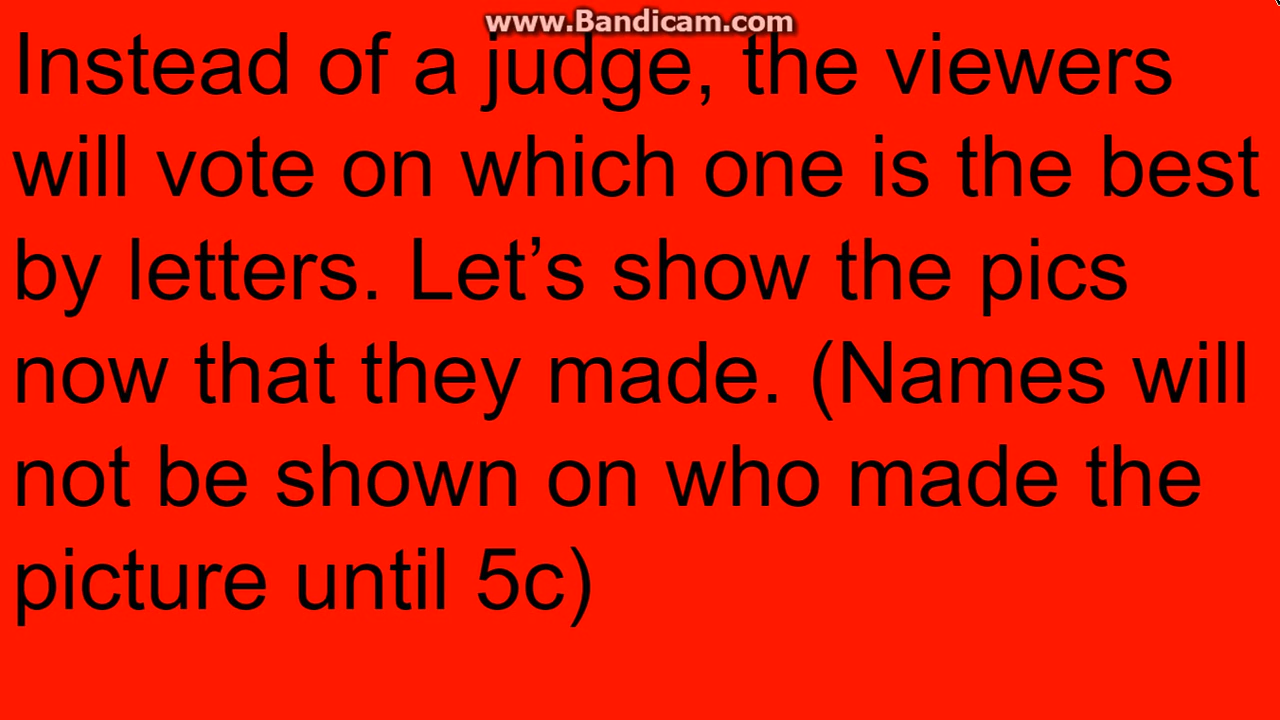 www.Bandicam.com
Instead of a judge, the viewers
will vote on which one is the best
by letters. Let’s show the pics
now that they made. (Names will
not be shown on who made the
picture until 5c)